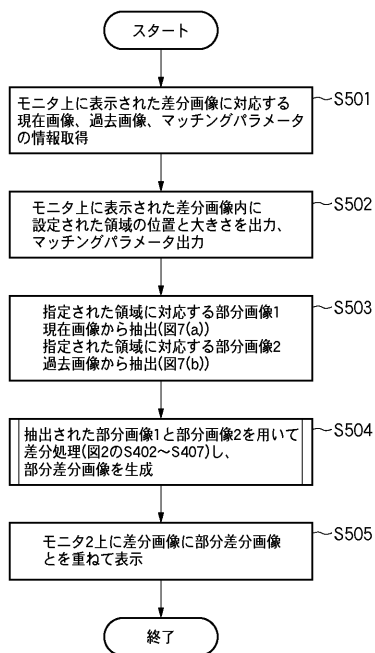 スタート
モニタ上に表示された差分画像に対応する
現在画像、過去画像、マッチングパラメータ
の情報取得
S501
モニタ上に表示された差分画像内に
設定された領域の位置と大きさを出力、
マッチングパラメータ出力
S502
指定された領域に対応する部分画像1
現在画像から抽出(図7(a))
指定された領域に対応する部分画像2
過去画像から抽出(図7(b))
S503
抽出された部分画像1と部分画像2を用いて
差分処理(図2のS402～S407)し、
部分差分画像を生成
S504
モニタ2上に差分画像に部分差分画像
とを重ねて表示
S505
終了